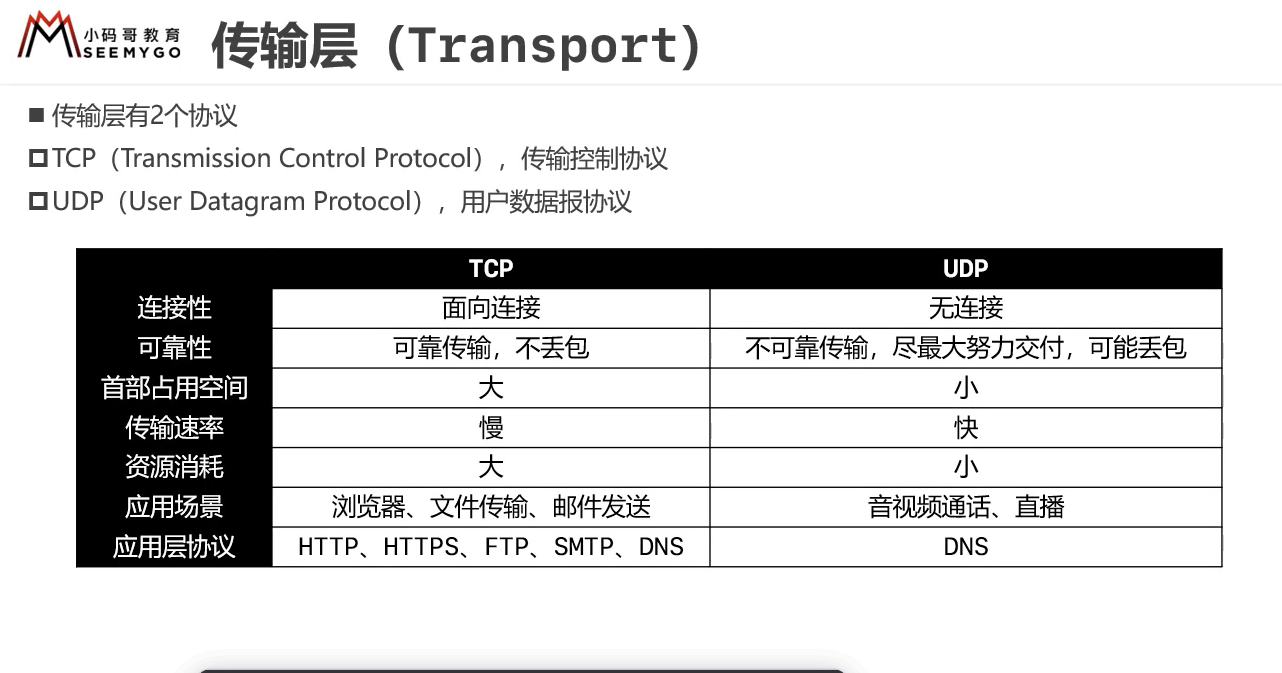 小码哥教育
SEEMYGO
传输层（Transport）
传输层有2个协议
TCP（Transmission Control Protocol），传输控制协议
UDP（User Datagram Protocol），用户数据报协议
TCP UDP
连接性 面向连接 无连接
可靠性 可靠传输，不丢包 不可靠传输，尽最大努力交付，可能丢包
首部占用空间 大 小
传输速率 慢 快
资源消耗 大 小
应用场景 浏览器、文件传输、邮件发送 音视频通话、直播
应用层协议 HTTP、HTTPS、FTP、SMTP、DNS DNS